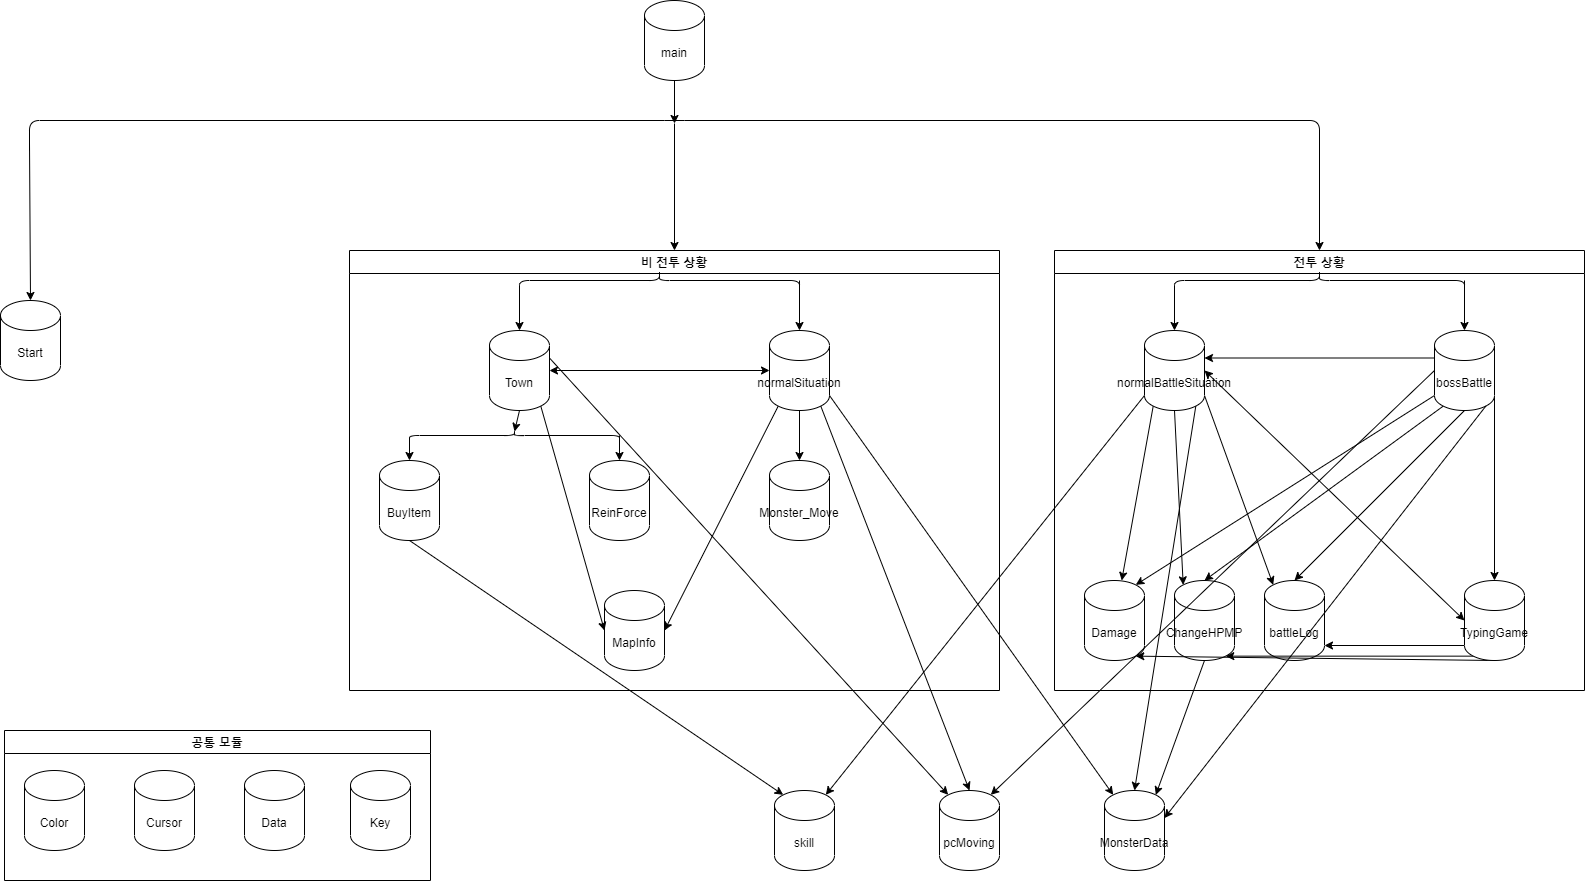 main
비 전투 상황
전투 상황
Start
Town
normalSituation
normalBattleSituation
bossBattle
BuyItem
ReinForce
Monster_Move
MapInfo
Damage
ChangeHPMP
battleLog
TypingGame
공통 모듈
Color
Cursor
Data
Key
skill
pcMoving
MonsterData